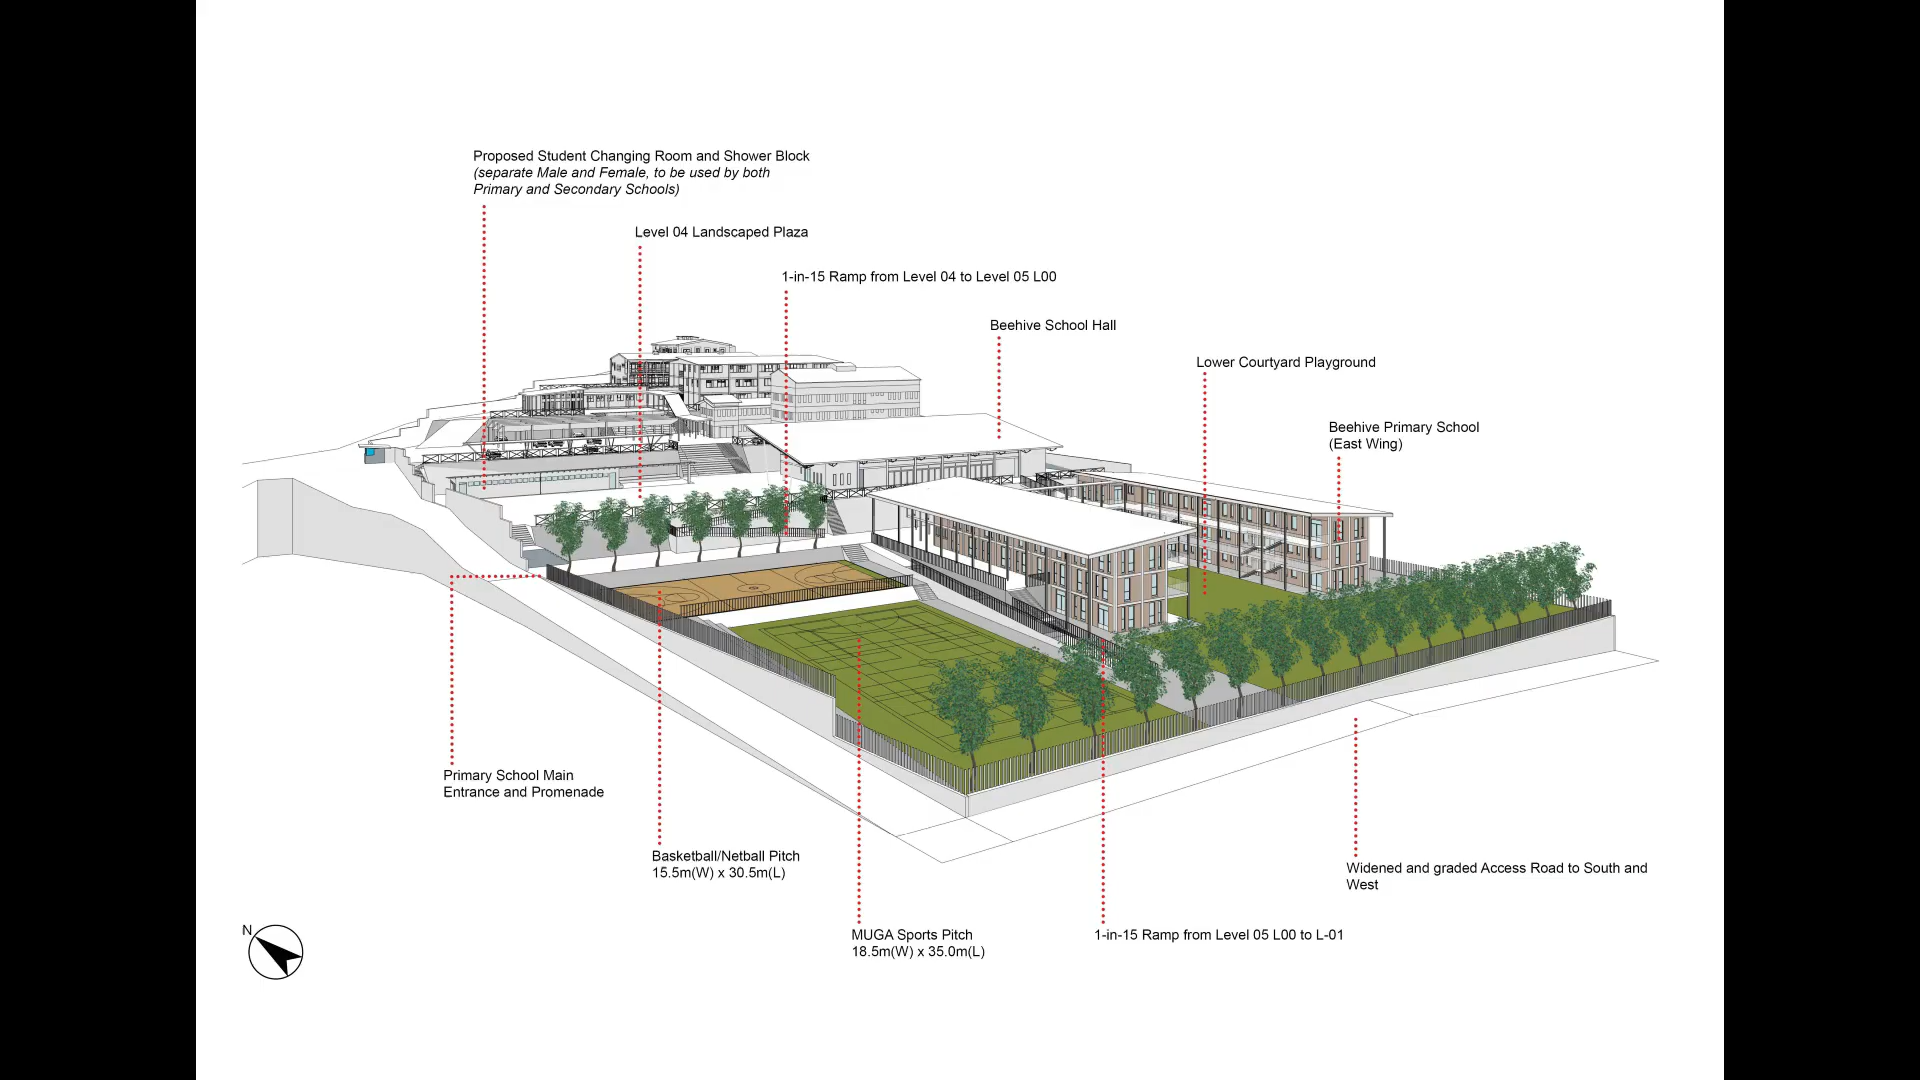 Proposed Student Changing Room and Shower Block
(separate Male and Female, to be used by both
Primary and Secondary Schools)
Level 04 Landscaped Plaza
1-in-15 Ramp from Level 04 to Level 05 L00
Beehive School Hall
Lower Courtyard Playground
Beehive Primary School
(East Wing)
Primary School Main
Entrance and Promenade
Basketball/Netball Pitch
15.5m(W) x 30.5m(L)
Widened and graded Access Road to South and
West
MUGA Sports Pitch
18.5m(W) x 35.0m(L)
1-in-15 Ramp from Level 05 L00 to L-01
N